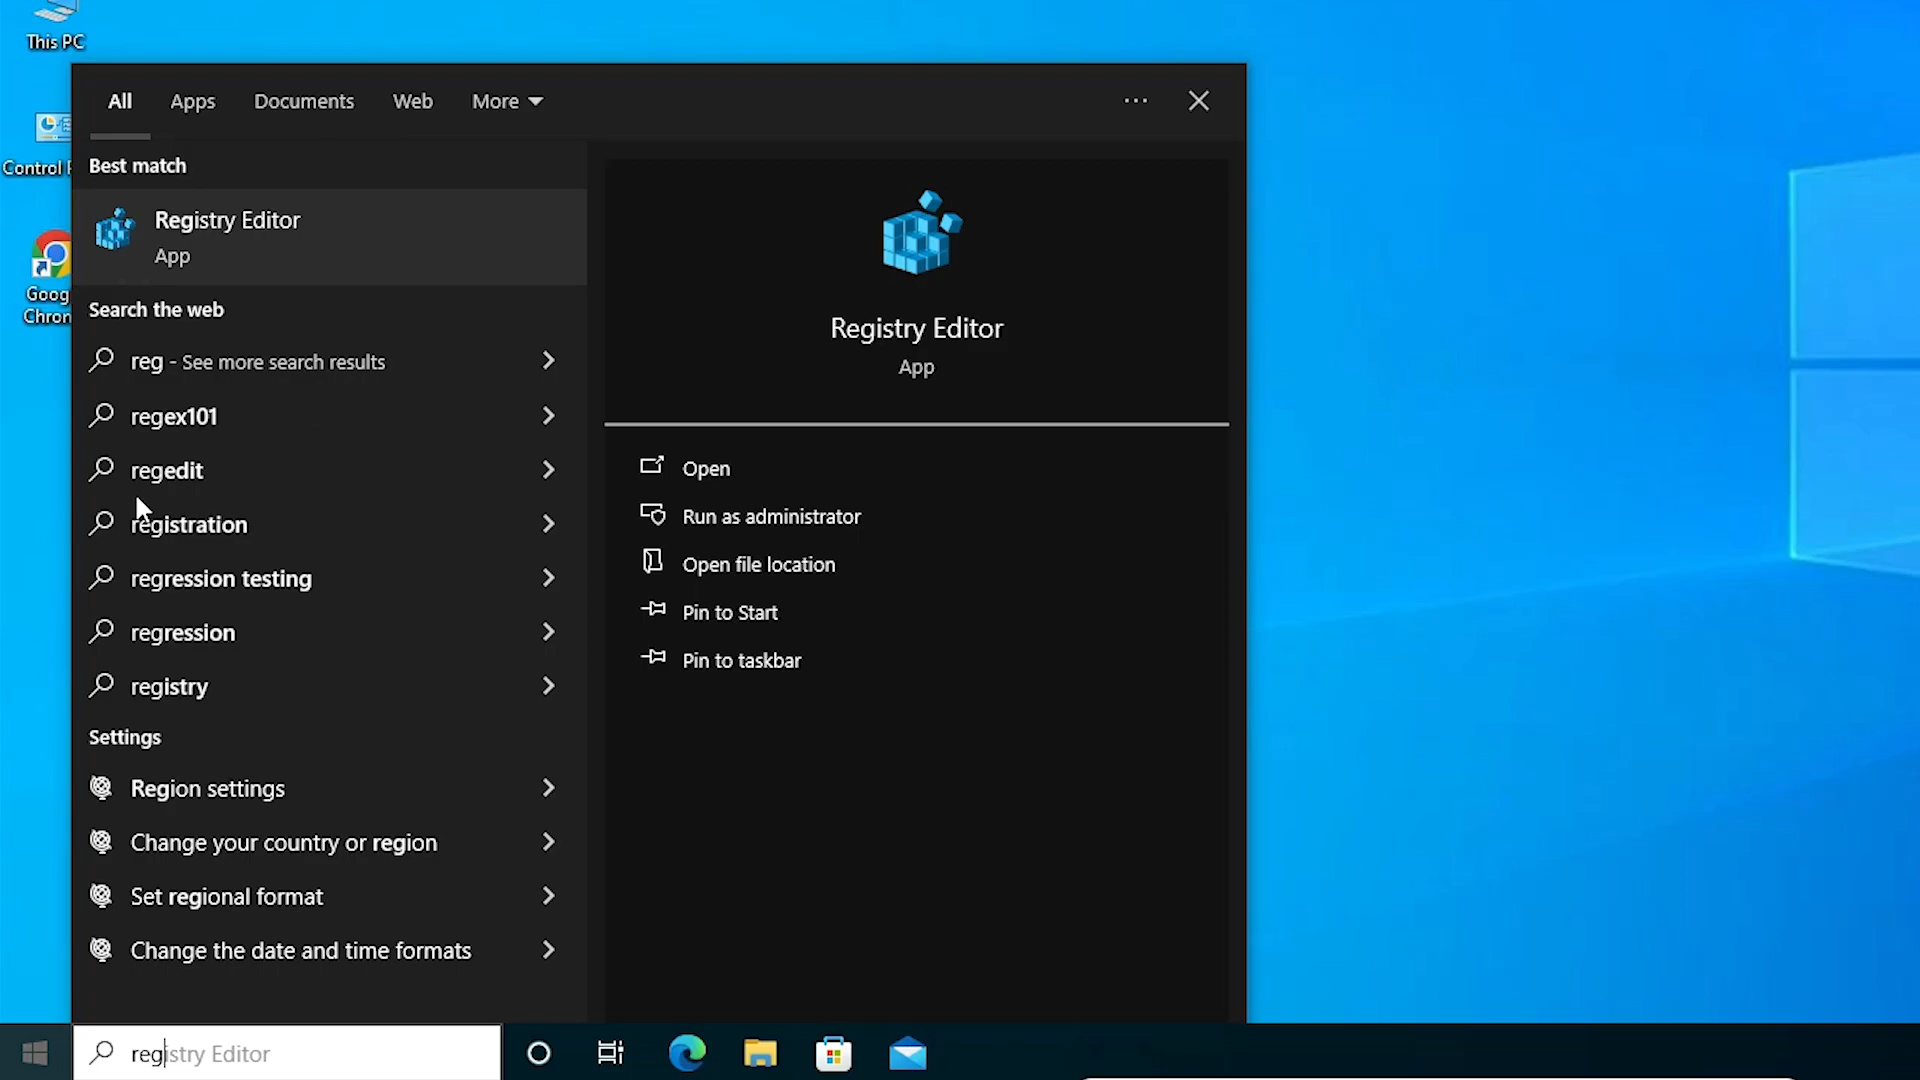 This PC
Control P
Goog
Chron
All Apps Documents Web More
Best match
Registry Editor
App
Search the web
reg - See more search results
regex101
regedit
registration
regression testing
regression
registry
Settings
Region settings
Change your country or region
Set regional format
Change the date and time formats
Registry Editor
App
Open
Run as administrator
Open file location
Pin to Start
Pin to taskbar
registry Editor